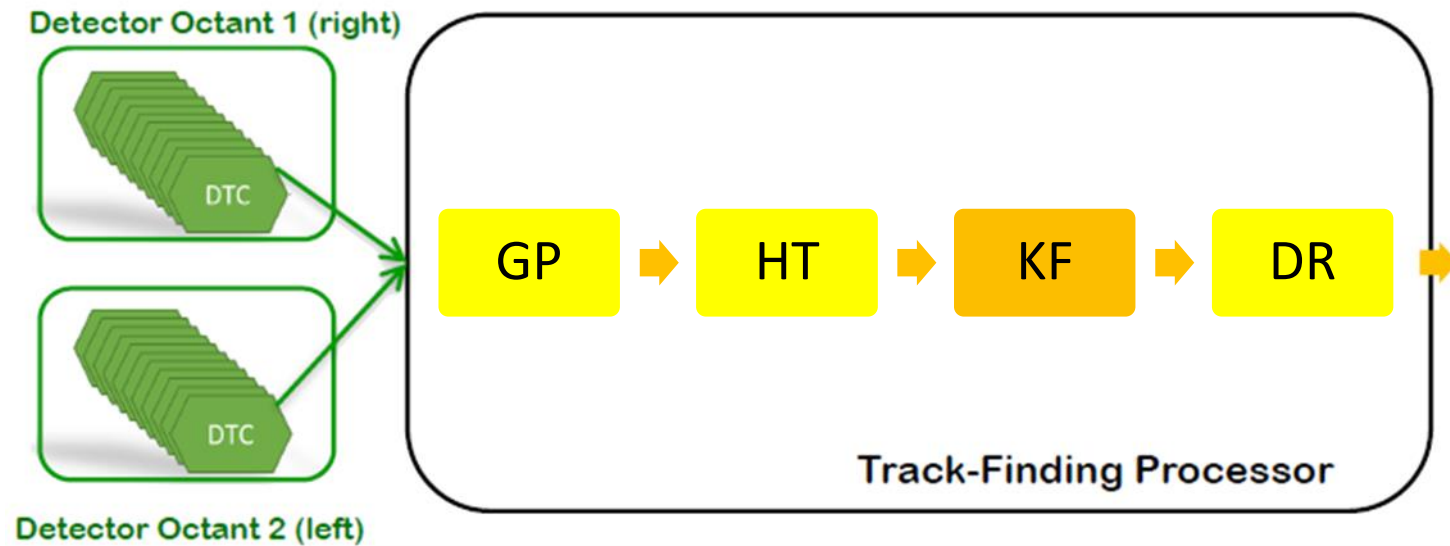 Detector Octant 1 (right)
DTC
GP
HT
KF
DR
DTC
Track-Finding Processor
Detector Octant 2 (left)